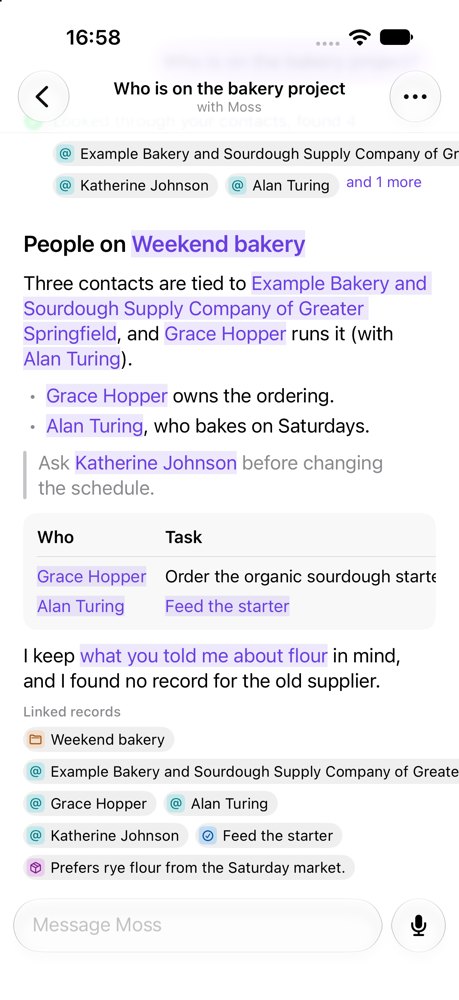 16:58
Who is on the bakery project
with Moss
Looked through your contacts, found 4
Example Bakery and Sourdough Supply Company of Gr
Katherine Johnson
Alan Turing
and 1 more
People on Weekend bakery
Three contacts are tied to Example Bakery and
Sourdough Supply Company of Greater
Springfield, and Grace Hopper runs it (with
Alan Turing).
• Grace Hopper owns the ordering.
• Alan Turing, who bakes on Saturdays.
Ask Katherine Johnson before changing
the schedule.
Who Task
Grace Hopper Order the organic sourdough starte
Alan Turing Feed the starter
I keep what you told me about flour in mind,
and I found no record for the old supplier.
Linked records
Weekend bakery
Example Bakery and Sourdough Supply Company of Greate
Grace Hopper
Alan Turing
Katherine Johnson
Feed the starter
Prefers rye flour from the Saturday market.
Message Moss